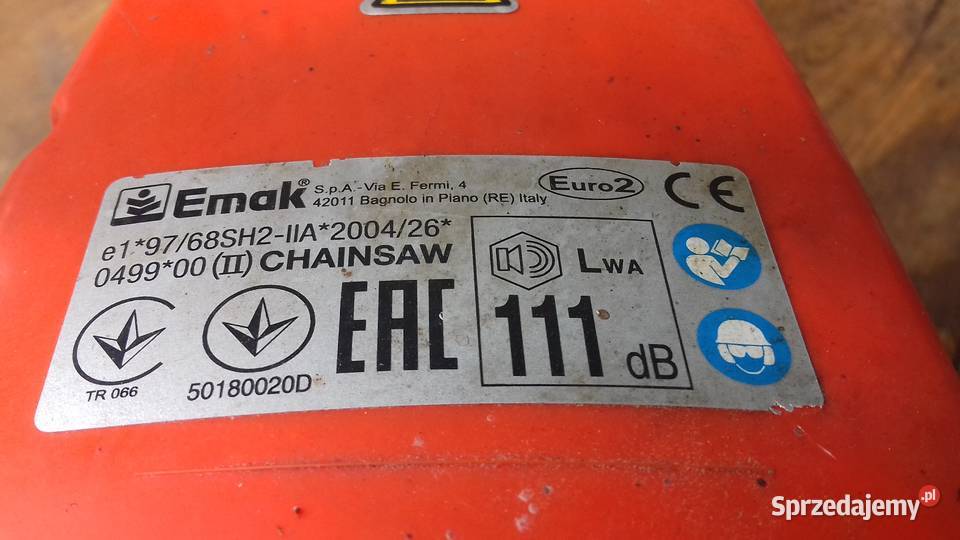 Emak® S.p.A.-Via E. Fermi, 4
42011 Bagnolo in Piano (RE) Italy
Euro2
CE
e1*97/68SH2-IIA*2004/26*
0499*00 (III) CHAINSAW
TR 066
50180020D
EAC
LWA
111 dB
Sprzedajemy.pl